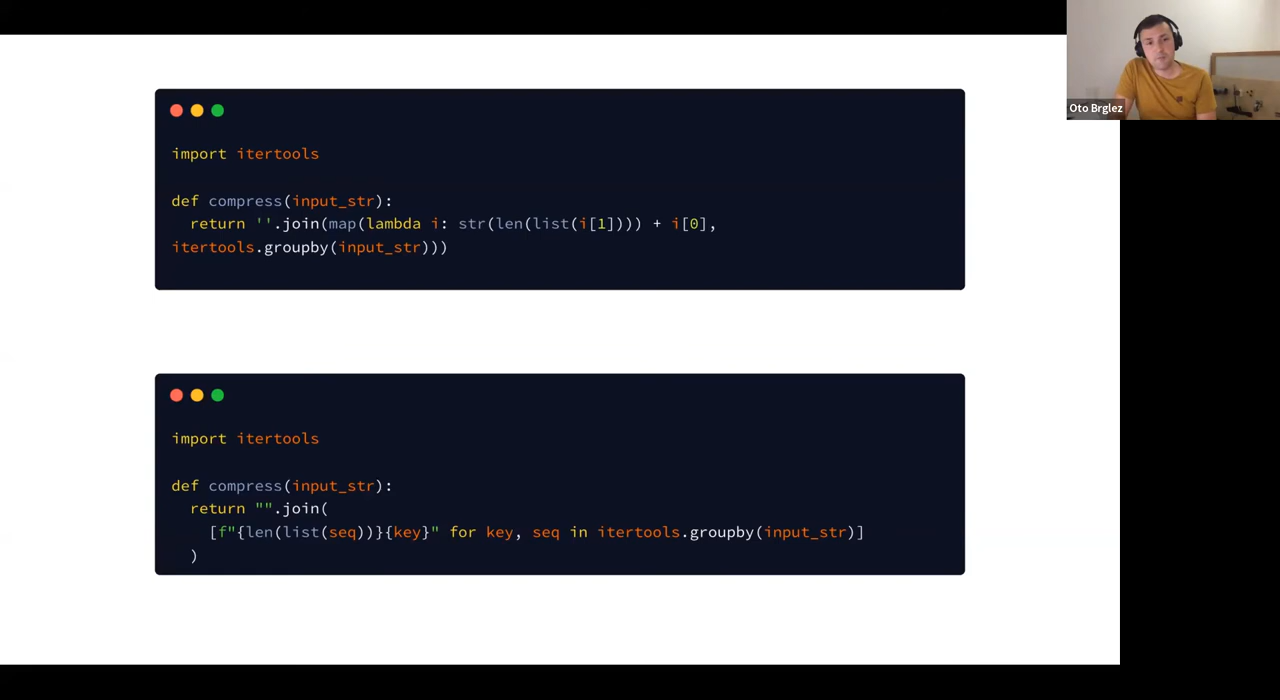 Oto Brglez
import itertools
def compress(input_str):
return ''.join(map(lambda i: str(len(list(i[1]))) + i[0],
itertools.groupby(input_str)))
import itertools
def compress(input_str):
return "".join(
[f"{len(list(seq))}{key}" for key, seq in itertools.groupby(input_str)]
)